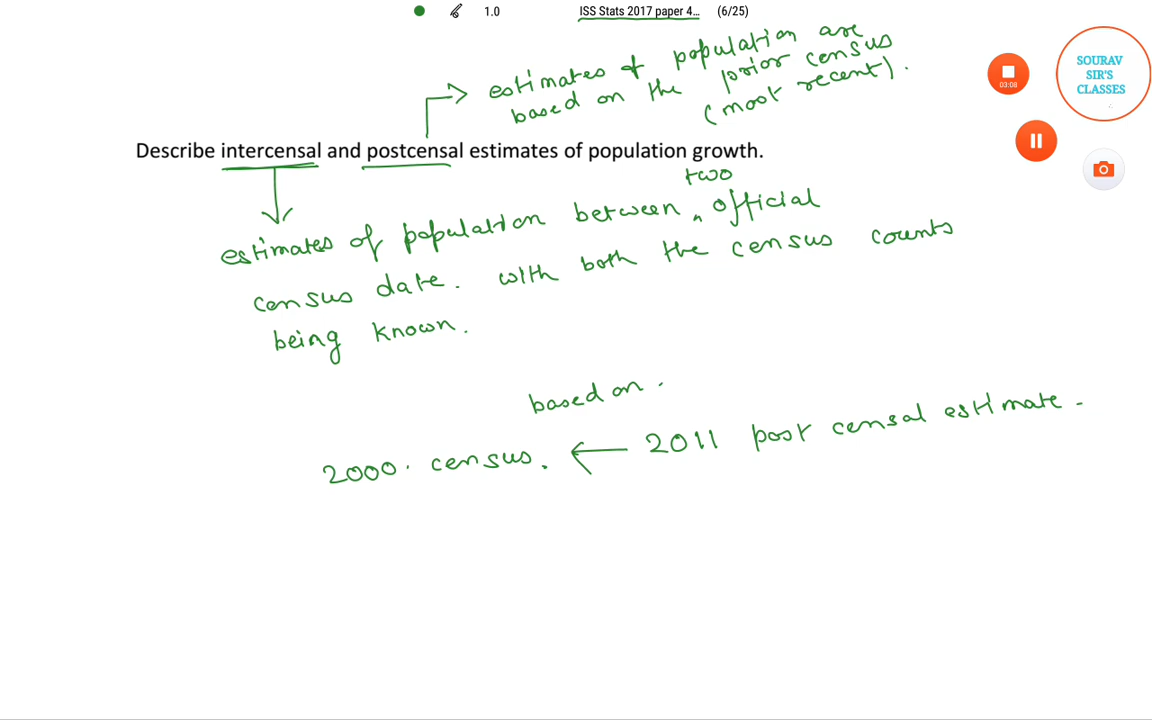 1.0 ISS Stats 2017 paper 4... (6/25)
SOURAV
SIR'S
CLASSES
03:08
estimates of population are
based on the prior census
(most recent).
Describe intercensal and postcensal estimates of population growth.
two
estimates of population between official
census date. with both the census counts
being known.
based on.
2000. census. ← 2011 post censal estimate.